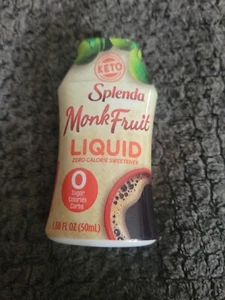 KETO
Splenda
Monk Fruit
LIQUID
ZERO CALORIE SWEETENER
0
Sugar
Calories
Carbs
1.68 FL OZ (50mL)